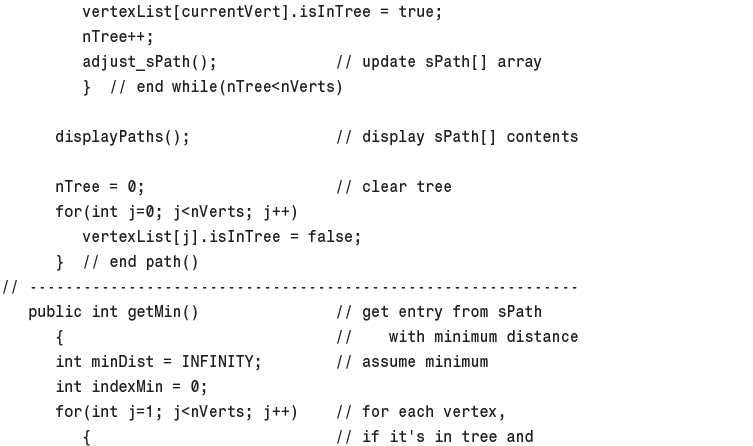 vertexList[currentVert].isInTree = true;
         nTree++;
         adjust_sPath();             // update sPath[] array
         }  // end while(nTree<nVerts)

      displayPaths();                // display sPath[] contents

      nTree = 0;                     // clear tree
      for(int j=0; j<nVerts; j++)
         vertexList[j].isInTree = false;
      }  // end path()
// -------------------------------------------------------------
   public int getMin()               // get entry from sPath
      {                              //    with minimum distance
      int minDist = INFINITY;        // assume minimum
      int indexMin = 0;
      for(int j=1; j<nVerts; j++)    // for each vertex,
         {                           // if it's in tree and